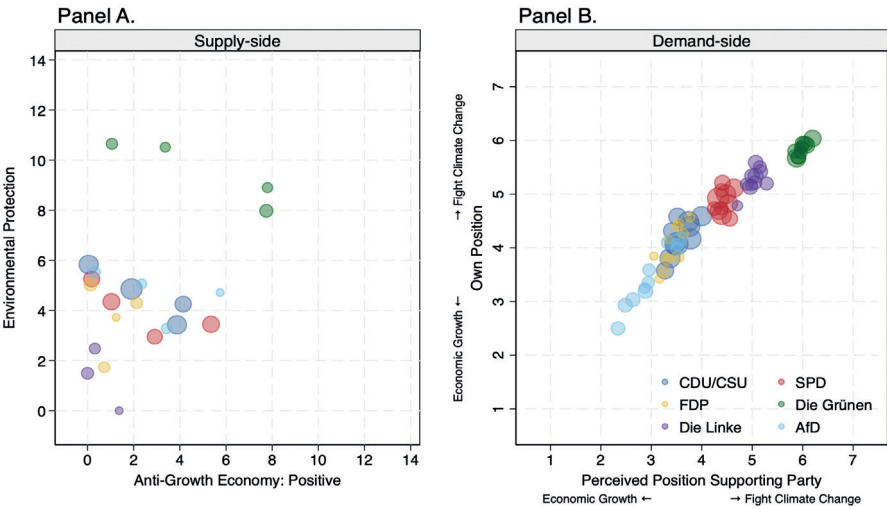 Panel A.
Supply-side
Environmental Protection
14
12
10
8
6
4
2
0
0 2 4 6 8 10 12 14
Anti-Growth Economy: Positive
Panel B.
Demand-side
Economic Growth ← → Fight Climate Change
Own Position
7
6
5
4
3
2
1
CDU/CSU SPD
FDP Die Grünen
Die Linke AfD
1 2 3 4 5 6 7
Perceived Position Supporting Party
Economic Growth ← → Fight Climate Change